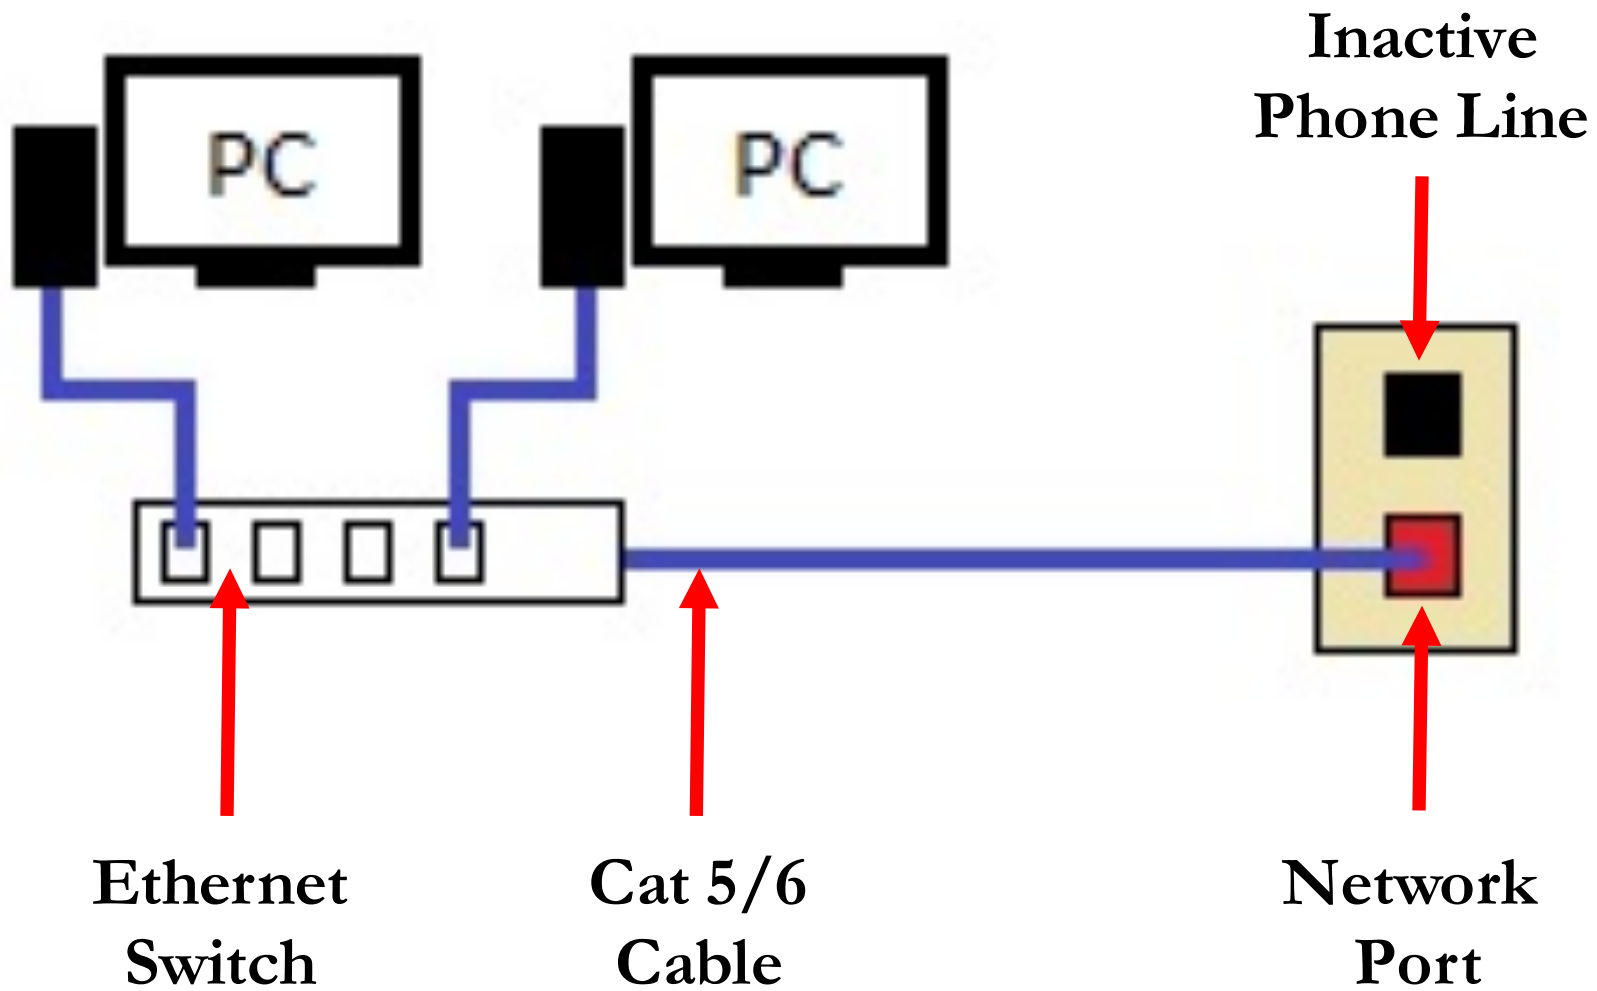 Inactive
Phone Line
PC
PC
Ethernet
Switch
Cat 5/6
Cable
Network
Port